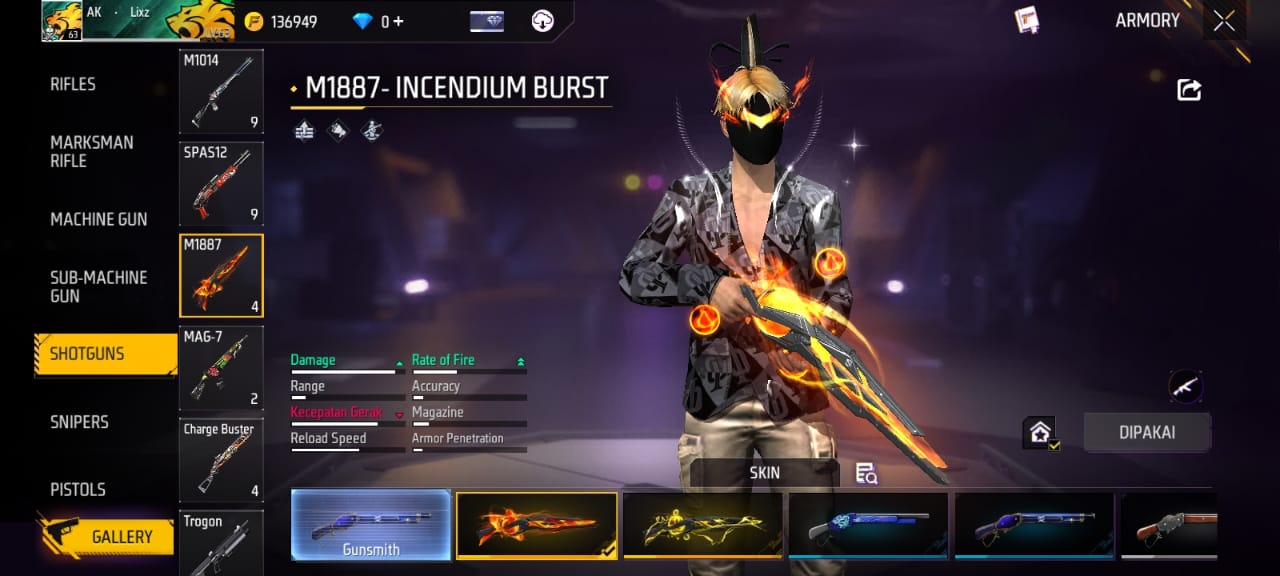 AK · Lixz
63
136949
0 +
ARMORY
RIFLES
MARKSMAN
RIFLE
MACHINE GUN
SUB-MACHINE
GUN
SHOTGUNS
SNIPERS
PISTOLS
GALLERY
M1014
9
SPAS12
9
M1887
4
MAG-7
2
Charge Buster
4
Trogon
M1887- INCENDIUM BURST
Damage
Rate of Fire
Range
Accuracy
Kecepatan Gerak
Magazine
Reload Speed
Armor Penetration
DIPAKAI
SKIN
Gunsmith